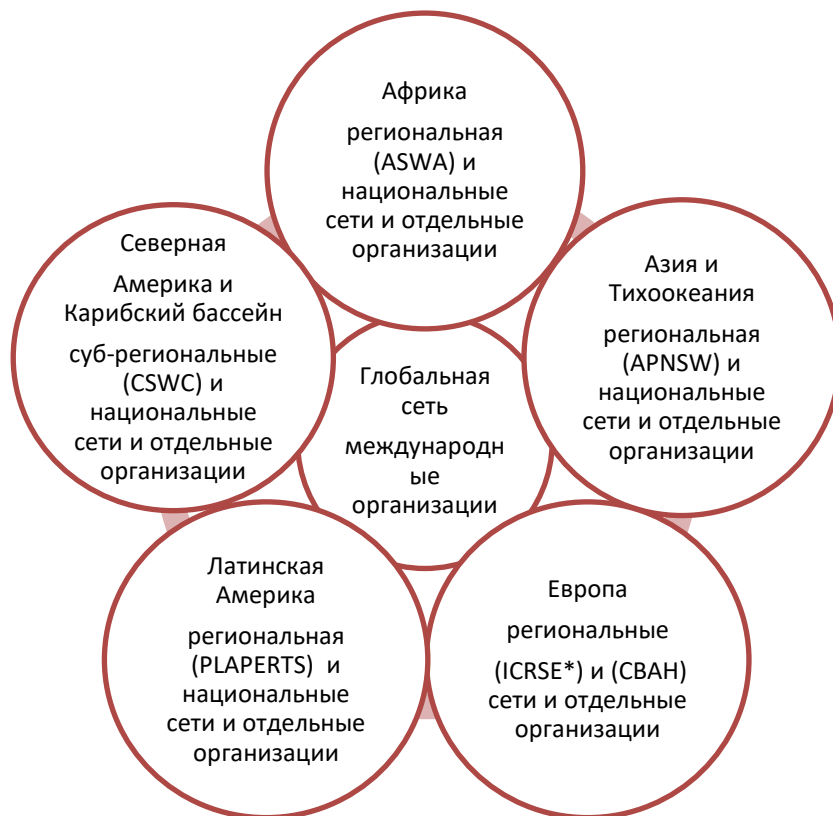 Африка
региональная
(ASWA) и
национальные
сети и отдельные
организации
Азия и
Тихоокеания
региональная
(APNSW) и
национальные
сети и отдельные
организации
Европа
региональные
(ICRSE*) и (СВАН)
сети и отдельные
организации
Латинская
Америка
региональная
(PLAPERTS) и
национальные
сети и отдельные
организации
Северная
Америка и
Карибский бассейн
суб-региональные
(CSWC) и
национальные
сети и отдельные
организации
Глобальная
сеть
международн
ые
организации